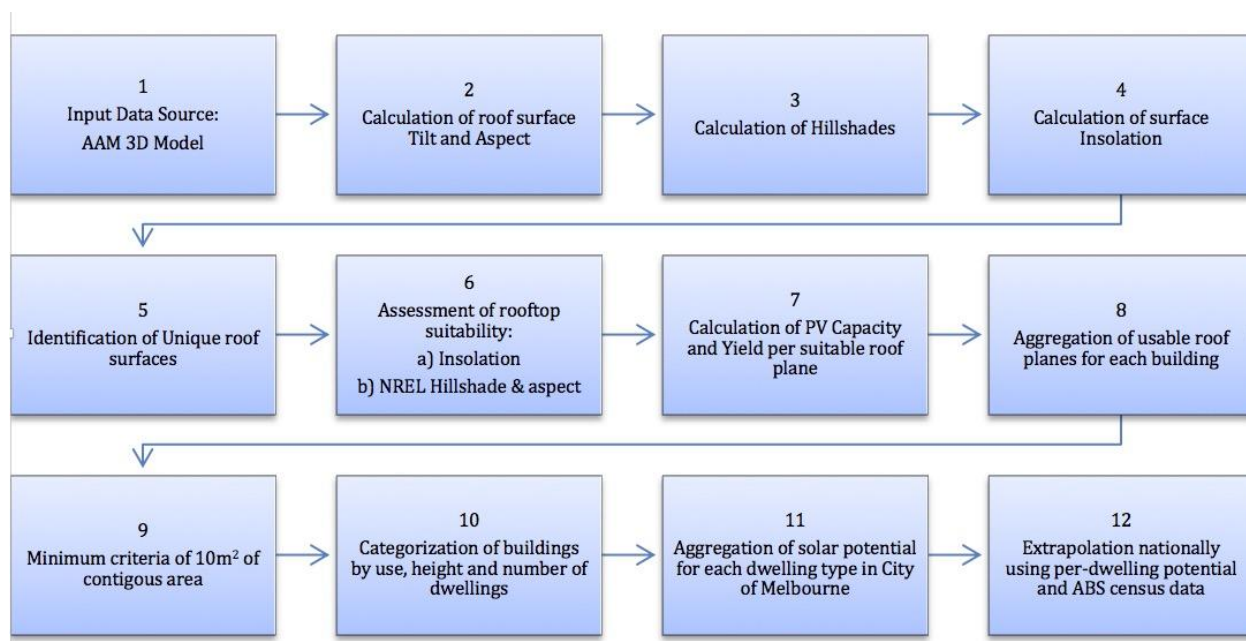 1
Input Data Source:
AAM 3D Model
2
Calculation of roof surface
Tilt and Aspect
3
Calculation of Hillshades
4
Calculation of surface
Insolation
5
Identification of Unique roof
surfaces
6
Assessment of rooftop
suitability:
a) Insolation
b) NREL Hillshade & aspect
7
Calculation of PV Capacity
and Yield per suitable roof
plane
8
Aggregation of usable roof
planes for each building
9
Minimum criteria of 10m² of
contigous area
10
Categorization of buildings
by use, height and number of
dwellings
11
Aggregation of solar potential
for each dwelling type in City
of Melbourne
12
Extrapolation nationally
using per-dwelling potential
and ABS census data